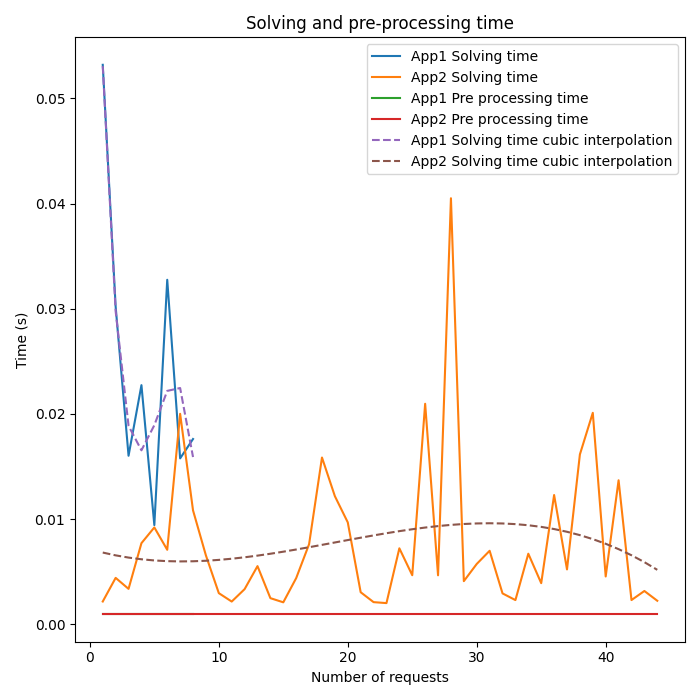 Solving and pre-processing time
App1 Solving time
App2 Solving time
App1 Pre processing time
App2 Pre processing time
App1 Solving time cubic interpolation
App2 Solving time cubic interpolation
Time (s)
0.05
0.04
0.03
0.02
0.01
0.00
0 10 20 30 40
Number of requests